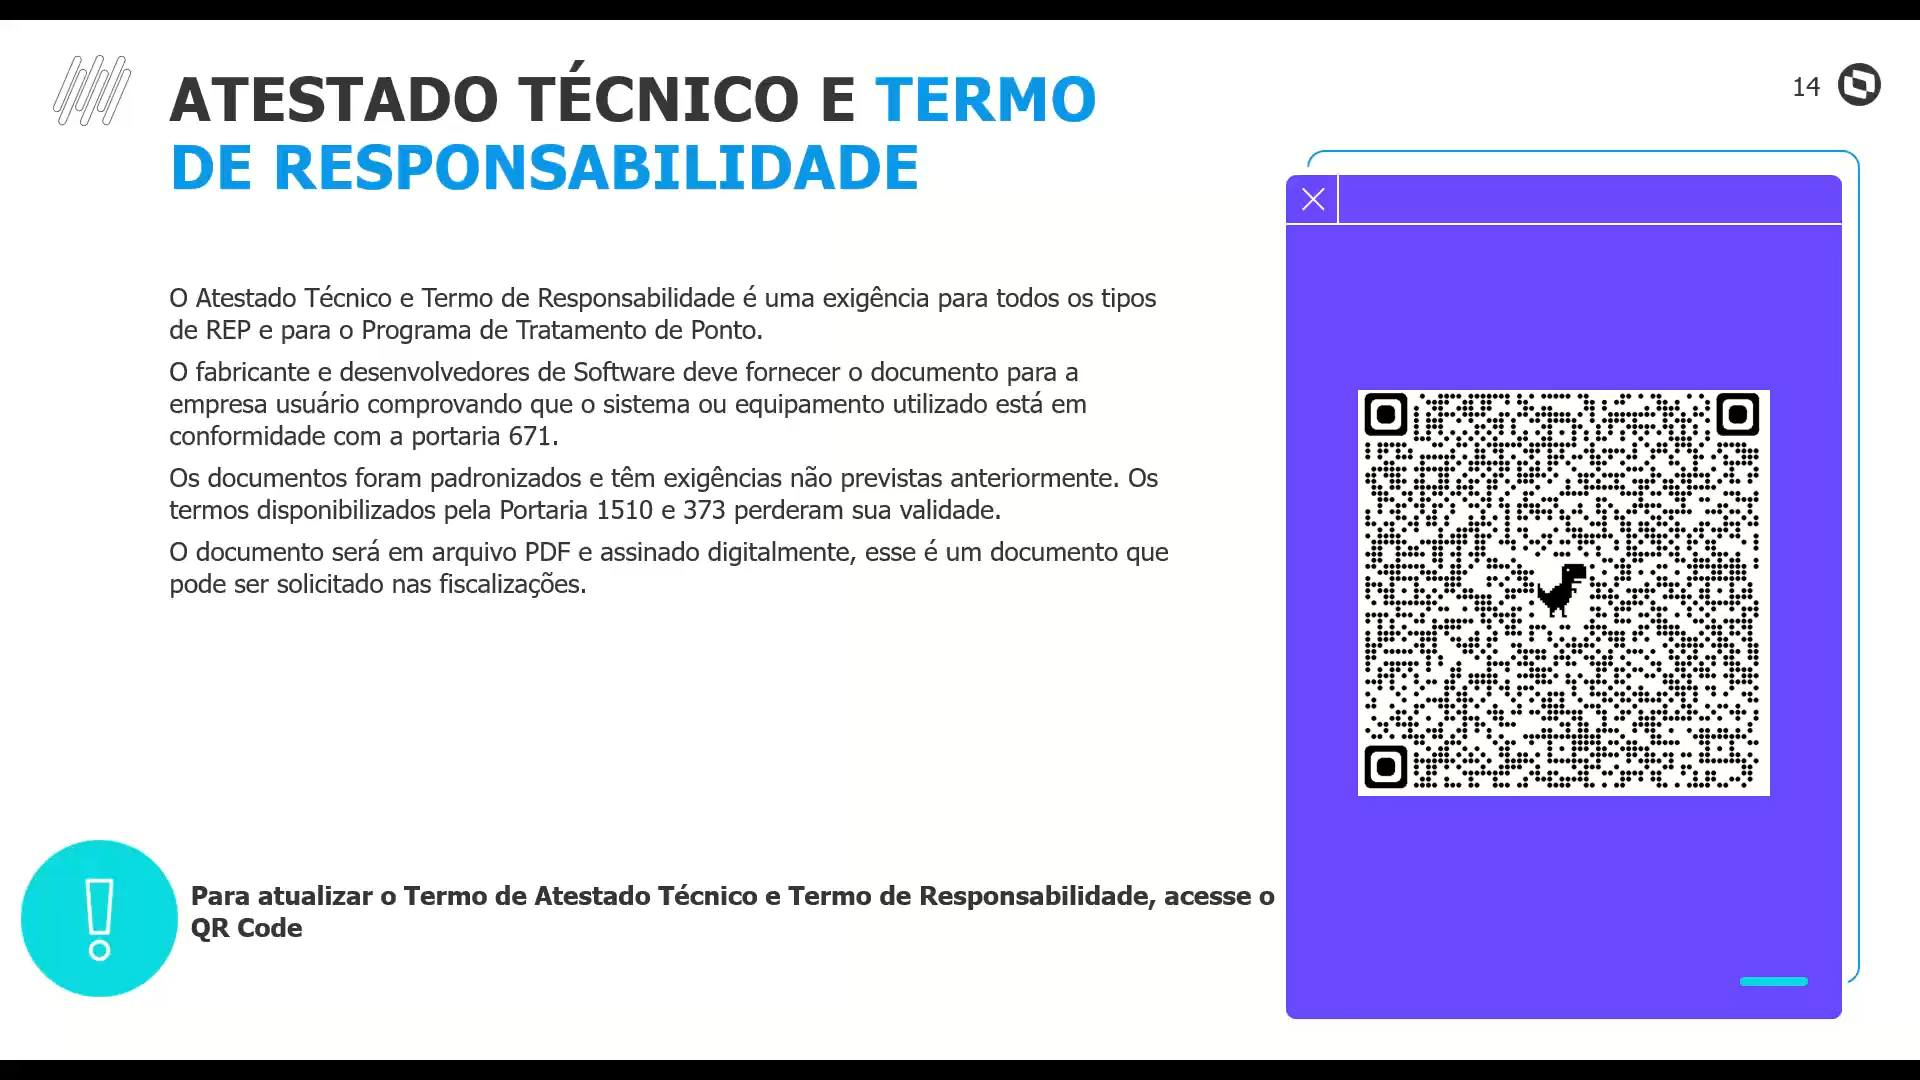 ATESTADO TÉCNICO E TERMO
DE RESPONSABILIDADE
14
O Atestado Técnico e Termo de Responsabilidade é uma exigência para todos os tipos
de REP e para o Programa de Tratamento de Ponto.
O fabricante e desenvolvedores de Software deve fornecer o documento para a
empresa usuário comprovando que o sistema ou equipamento utilizado está em
conformidade com a portaria 671.
Os documentos foram padronizados e têm exigências não previstas anteriormente. Os
termos disponibilizados pela Portaria 1510 e 373 perderam sua validade.
O documento será em arquivo PDF e assinado digitalmente, esse é um documento que
pode ser solicitado nas fiscalizações.
Para atualizar o Termo de Atestado Técnico e Termo de Responsabilidade, acesse o
QR Code